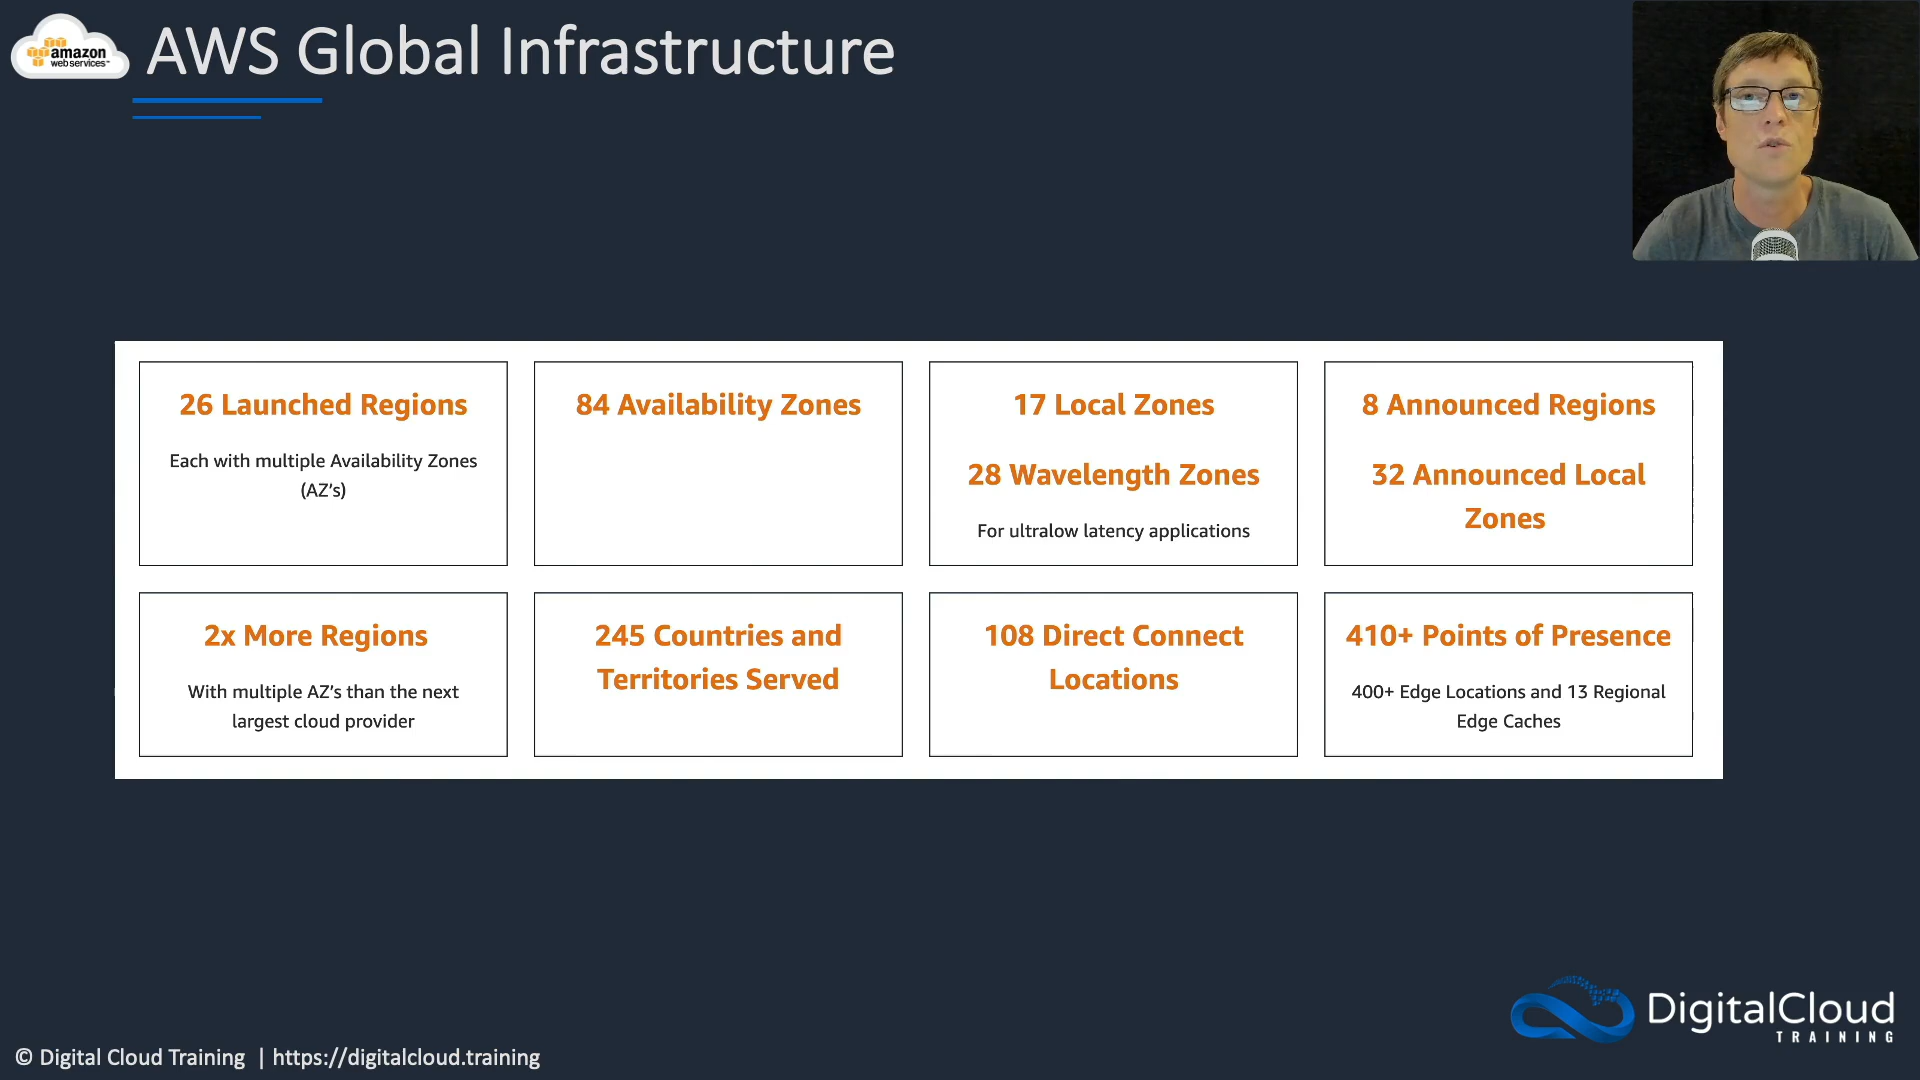 amazon
webservices™
AWS Global Infrastructure
26 Launched Regions
Each with multiple Availability Zones
(AZ's)
84 Availability Zones
17 Local Zones
28 Wavelength Zones
For ultralow latency applications
8 Announced Regions
32 Announced Local
Zones
2x More Regions
With multiple AZ's than the next
largest cloud provider
245 Countries and
Territories Served
108 Direct Connect
Locations
410+ Points of Presence
400+ Edge Locations and 13 Regional
Edge Caches
DigitalCloud
TRAINING
© Digital Cloud Training | https://digitalcloud.training